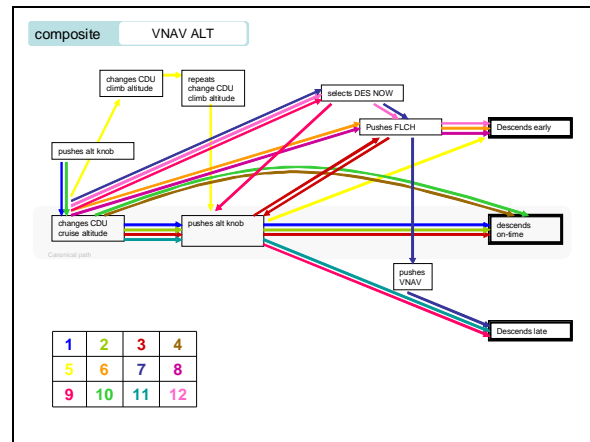 composite VNAV ALT
changes CDU
climb altitude
repeats
change CDU
climb altitude
selects DES NOW
Pushes FLCH
Descends early
pushes alt knob
changes CDU
cruise altitude
pushes alt knob
descends
on-time
Canonical path
pushes
VNAV
Descends late
1 2 3 4
5 6 7 8
9 10 11 12